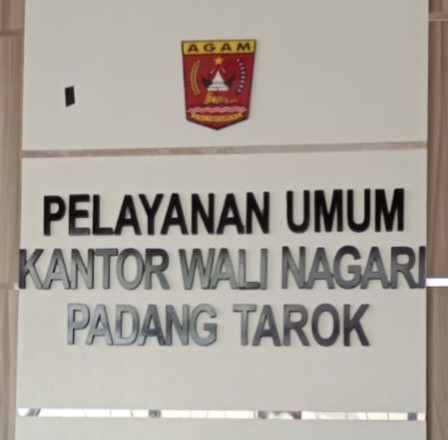 AGAM
PELAYANAN UMUM
KANTOR WALI NAGARI
PADANG TAROK